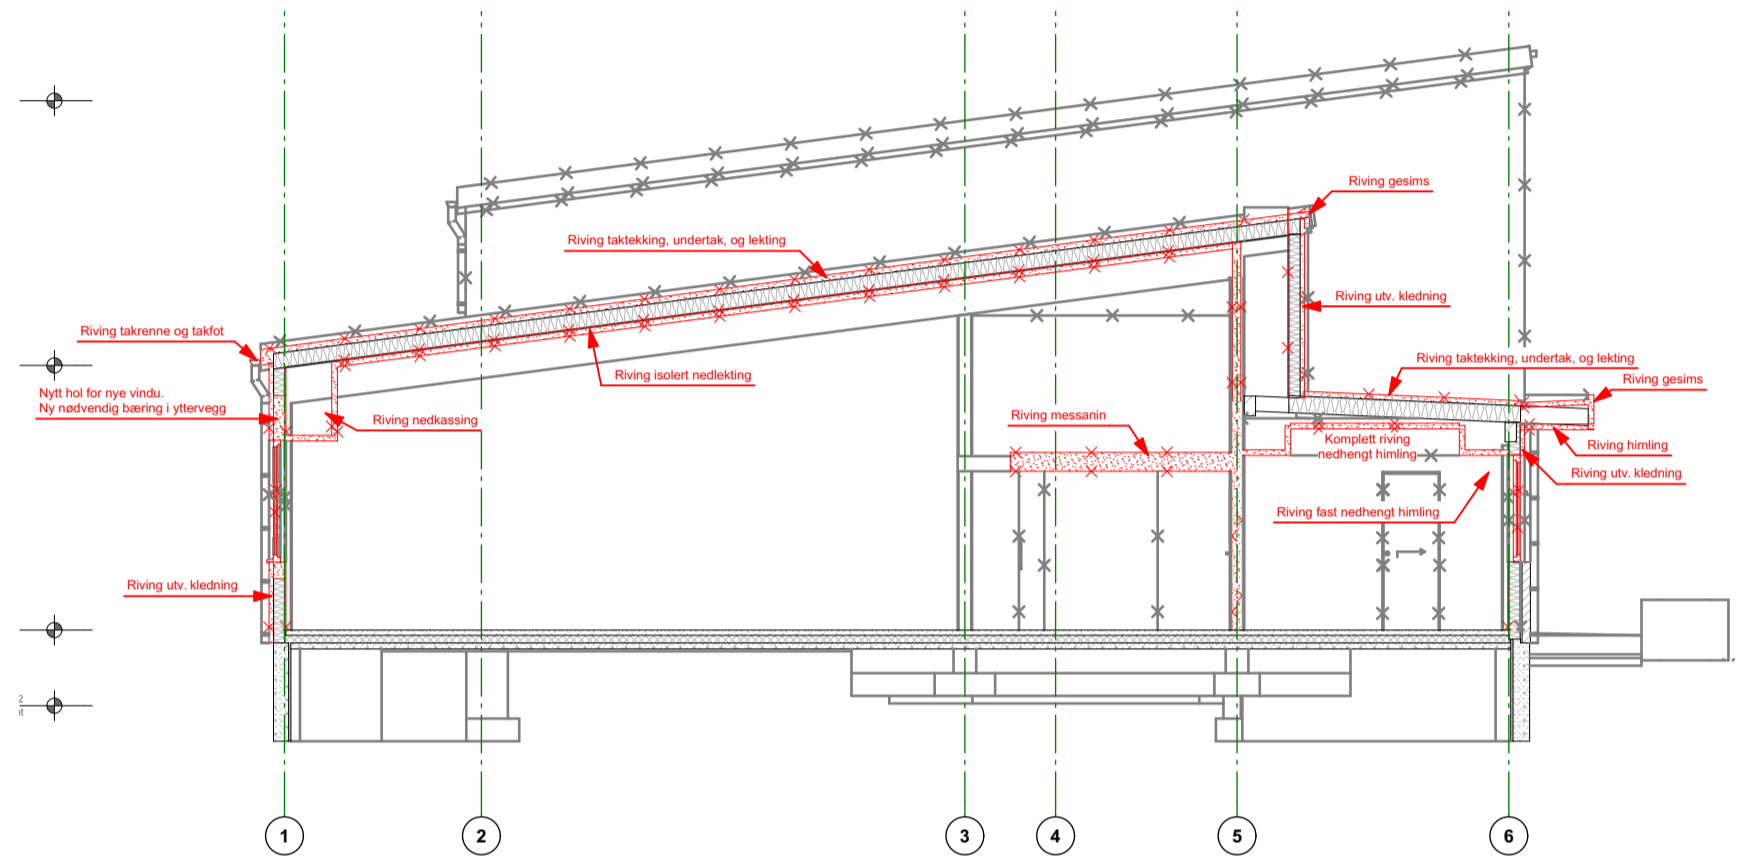 Riving gesims
Riving taktekking, undertak, og lekting
Riving utv. kledning
Riving takrenne og takfot
Riving taktekking, undertak, og lekting
Riving isolert nedlekting
Riving gesims
Nytt hol for nye vindu.
Ny nødvendig bæring i yttervegg
Riving nedkassing
Riving messanin
Komplett riving
nedhengt himling
Riving himling
Riving utv. kledning
Riving fast nedhengt himling
Riving utv. kledning
2
1
2
3
4
5
6